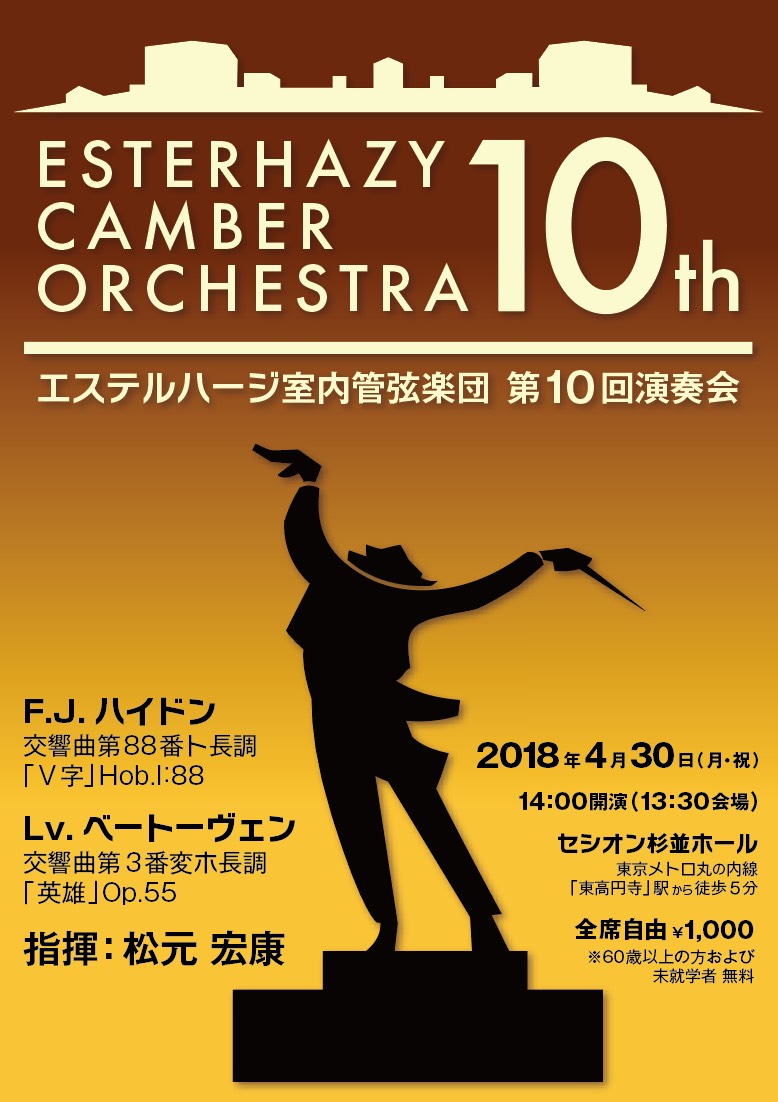 ESTERHAZY
CAMBER
ORCHESTRA
10th
エステルハージ室内管弦楽団 第10回演奏会
F.J. ハイドン
交響曲第88番ト長調
「V字」Hob.I:88
Lv. ベートーヴェン
交響曲第3番変ホ長調
「英雄」Op.55
指揮：松元 宏康
2018年4月30日(月・祝)
14:00開演(13:30会場)
セシオン杉並ホール
東京メトロ丸の内線
「東高円寺」駅から徒歩5分
全席自由 ¥1,000
※60歳以上の方および
未就学者 無料